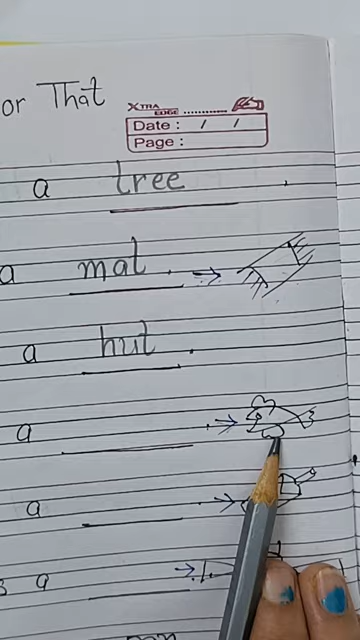 or That
XTRA EDGE
Date : / /
Page :
a tree
a mat
a hut
a
a
s a